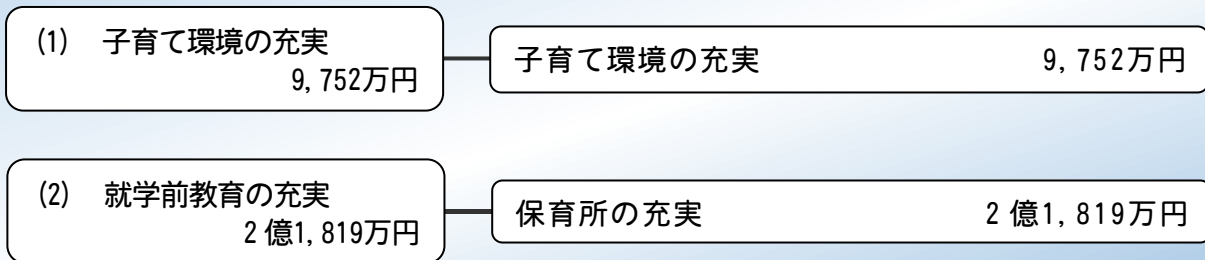 (1) 子育て環境の充実
9,752万円
子育て環境の充実 9,752万円
(2) 就学前教育の充実
2億1,819万円
保育所の充実 2億1,819万円